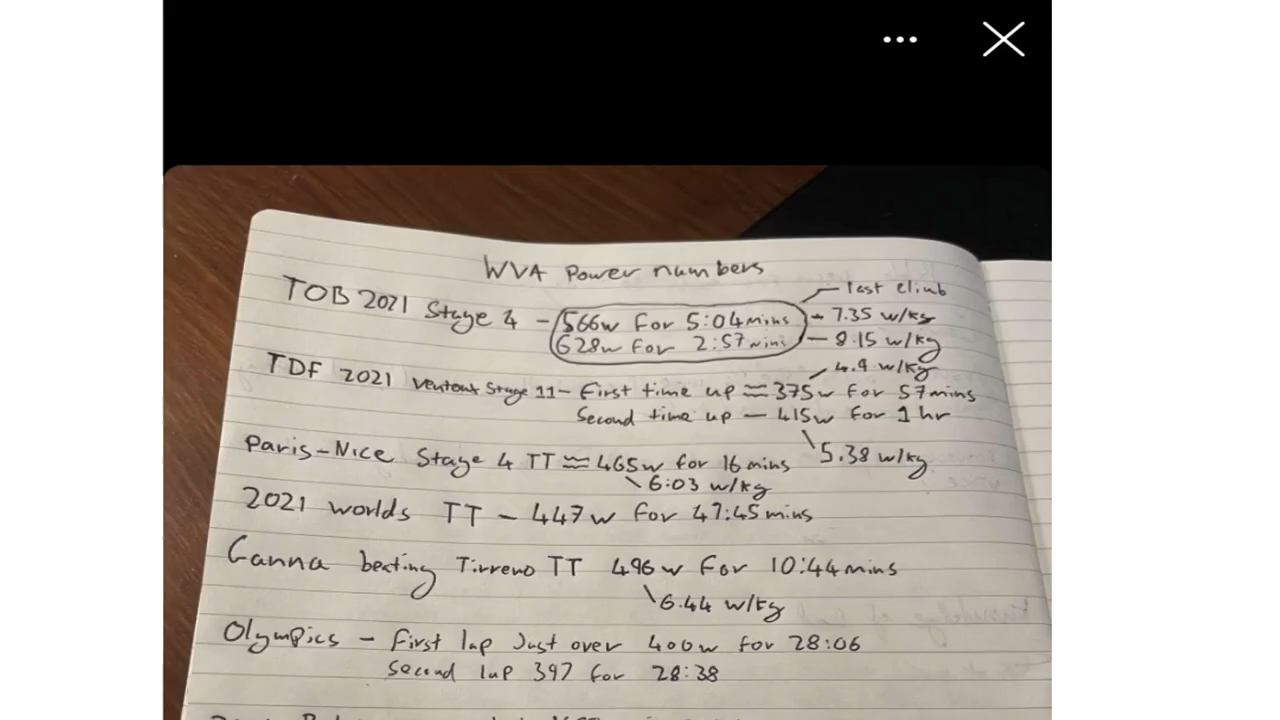 WVA Power numbers
last climb
TOB 2021 Stage 4 - 566w for 5:04mins - 7.35 w/kg
628w for 2:57mins - 8.15 w/kg
4.9 w/kg
TDF 2021 Ventoux Stage 11 - First time up ≈ 375w for 57mins
Second time up - 415w for 1 hr
5.38 w/kg
Paris-Nice Stage 4 TT ≈ 465w for 16 mins
6.03 w/kg
2021 worlds TT - 447w for 47:45mins
Ganna beating Tirreno TT 496w for 10:44mins
6.44 w/kg
Olympics - first lap Just over 400w for 28:06
second lap 397 for 28:38